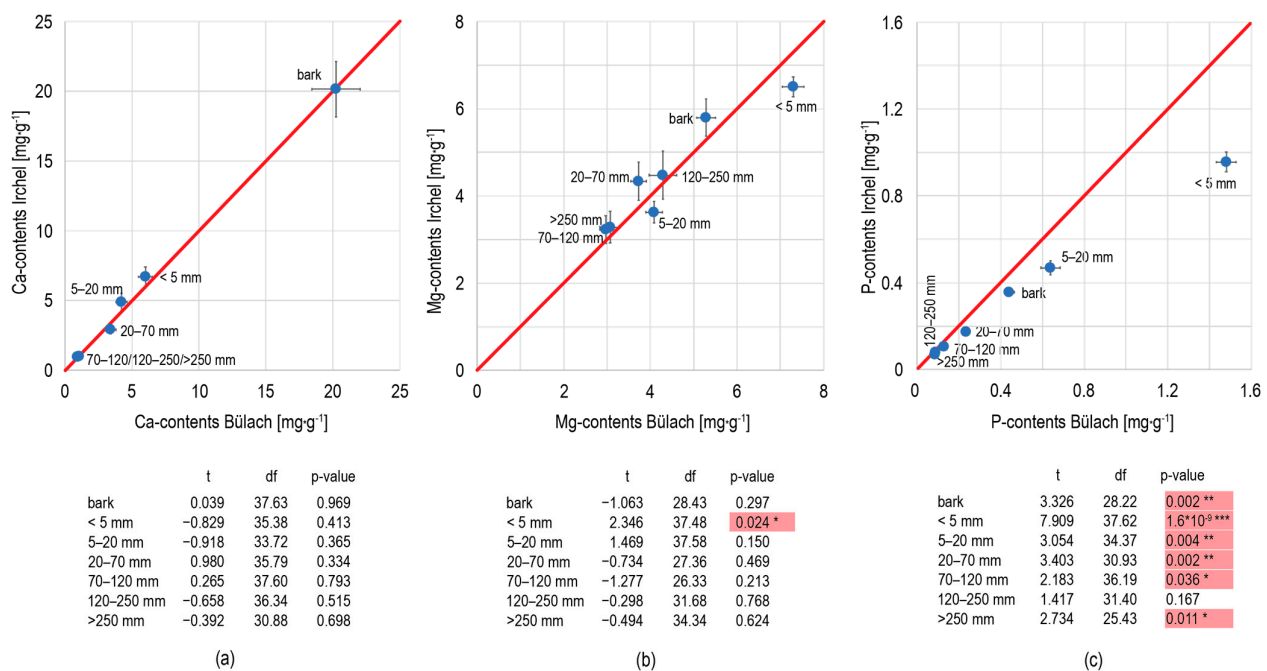 25
20
15
10
5
0
Ca-contents Irchel [mg·g⁻¹]
bark
< 5 mm
5–20 mm
20–70 mm
70–120/120–250/>250 mm
0 5 10 15 20 25
Ca-contents Bülach [mg·g⁻¹]
8
6
4
2
0
Mg-contents Irchel [mg·g⁻¹]
< 5 mm
bark
20–70 mm
120–250 mm
>250 mm
5–20 mm
70–120 mm
0 2 4 6 8
Mg-contents Bülach [mg·g⁻¹]
1.6
1.2
0.8
0.4
0
P-contents Irchel [mg·g⁻¹]
< 5 mm
5–20 mm
bark
120–250 mm
20–70 mm
70–120 mm
>250 mm
0 0.4 0.8 1.2 1.6
P-contents Bülach [mg·g⁻¹]
t df p-value
bark 0.039 37.63 0.969
< 5 mm −0.829 35.38 0.413
5–20 mm −0.918 33.72 0.365
20–70 mm 0.980 35.79 0.334
70–120 mm 0.265 37.60 0.793
120–250 mm −0.658 36.34 0.515
>250 mm −0.392 30.88 0.698
(a)
t df p-value
bark −1.063 28.43 0.297
< 5 mm 2.346 37.48 0.024 *
5–20 mm 1.469 37.58 0.150
20–70 mm −0.734 27.36 0.469
70–120 mm −1.277 26.33 0.213
120–250 mm −0.298 31.68 0.768
>250 mm −0.494 34.34 0.624
(b)
t df p-value
bark 3.326 28.22 0.002 **
< 5 mm 7.909 37.62 1.6*10⁻⁹ ***
5–20 mm 3.054 34.37 0.004 **
20–70 mm 3.403 30.93 0.002 **
70–120 mm 2.183 36.19 0.036 *
120–250 mm 1.417 31.40 0.167
>250 mm 2.734 25.43 0.011 *
(c)